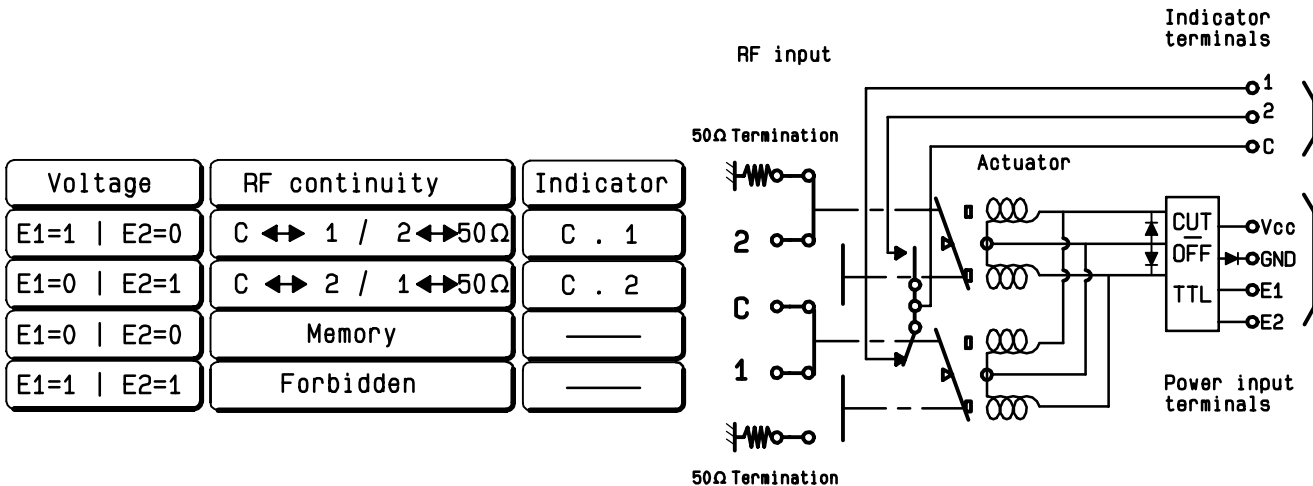 Voltage RF continuity Indicator
E1=1 | E2=0 C ↔ 1 / 2↔50Ω C . 1
E1=0 | E2=1 C ↔ 2 / 1↔50Ω C . 2
E1=0 | E2=0 Memory
E1=1 | E2=1 Forbidden
RF input
Indicator
terminals
1
2
C
50Ω Termination
Actuator
2
C
1
50Ω Termination
CUT
OFF
TTL
Vcc
GND
E1
E2
Power input
terminals